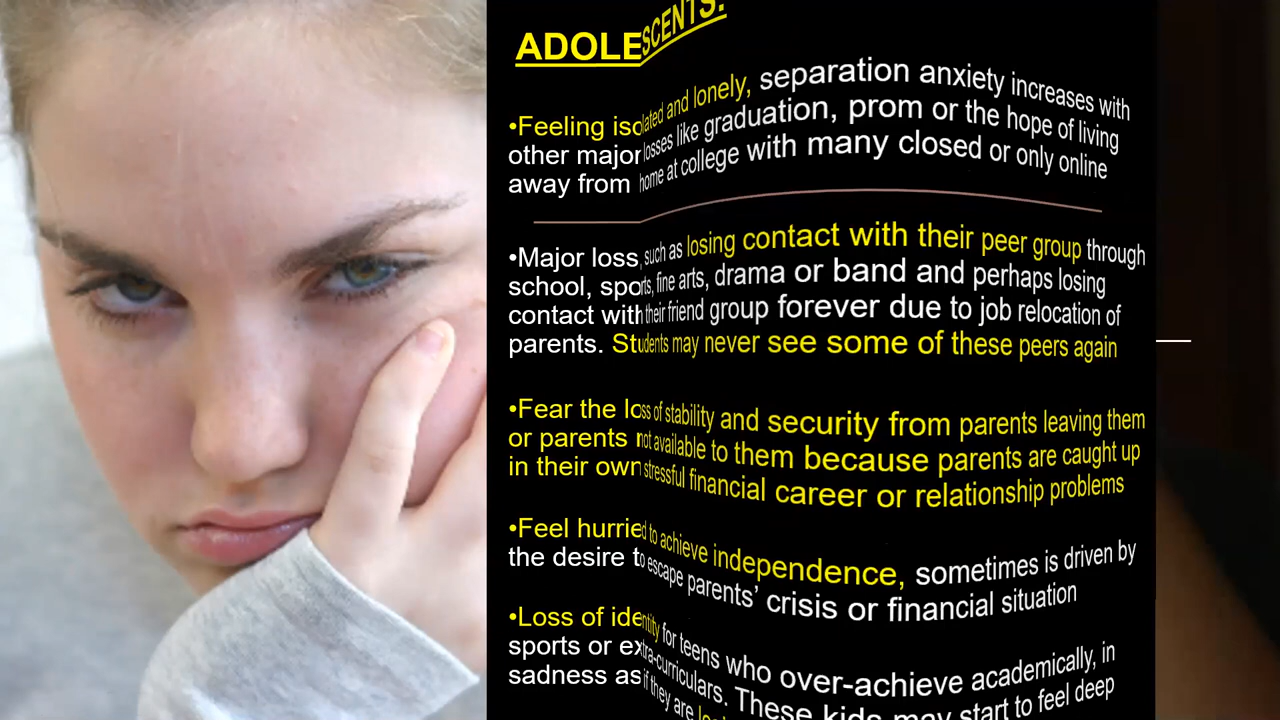 ADOLESCENTS:
•Feeling isolated and lonely, separation anxiety increases with
other major losses like graduation, prom or the hope of living
away from home at college with many closed or only online
•Major loss, such as losing contact with their peer group through
school, sports, fine arts, drama or band and perhaps losing
contact with their friend group forever due to job relocation of
parents. Students may never see some of these peers again
•Fear the loss of stability and security from parents leaving them
or parents not available to them because parents are caught up
in their own stressful financial career or relationship problems
•Feel hurried to achieve independence, sometimes is driven by
the desire to escape parents’ crisis or financial situation
•Loss of identity for teens who over-achieve academically, in
sports or extra-curriculars. These kids may start to feel deep
sadness as if they are